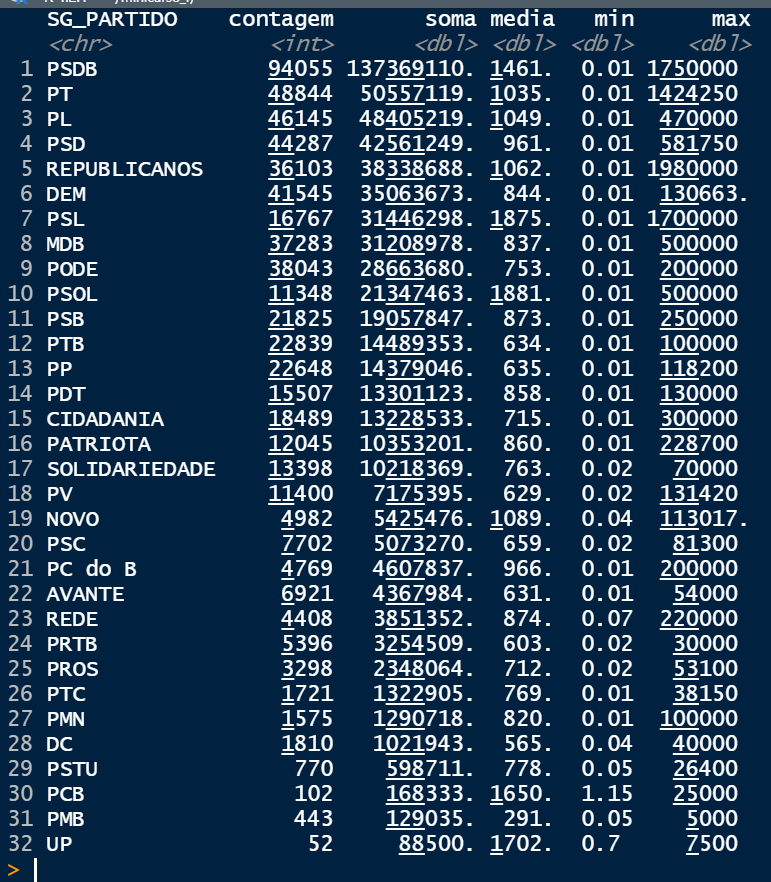 SG_PARTIDO contagem soma media min max
<chr> <int> <dbl> <dbl> <dbl> <dbl>
1 PSDB 94055 137369110. 1461. 0.01 1750000
2 PT 48844 50557119. 1035. 0.01 1424250
3 PL 46145 48405219. 1049. 0.01 470000
4 PSD 44287 42561249. 961. 0.01 581750
5 REPUBLICANOS 36103 38338688. 1062. 0.01 1980000
6 DEM 41545 35063673. 844. 0.01 130663.
7 PSL 16767 31446298. 1875. 0.01 1700000
8 MDB 37283 31208978. 837. 0.01 500000
9 PODE 38043 28663680. 753. 0.01 200000
10 PSOL 11348 21347463. 1881. 0.01 500000
11 PSB 21825 19057847. 873. 0.01 250000
12 PTB 22839 14489353. 634. 0.01 100000
13 PP 22648 14379046. 635. 0.01 118200
14 PDT 15507 13301123. 858. 0.01 130000
15 CIDADANIA 18489 13228533. 715. 0.01 300000
16 PATRIOTA 12045 10353201. 860. 0.01 228700
17 SOLIDARIEDADE 13398 10218369. 763. 0.02 70000
18 PV 11400 7175395. 629. 0.02 131420
19 NOVO 4982 5425476. 1089. 0.04 113017.
20 PSC 7702 5073270. 659. 0.02 81300
21 PC do B 4769 4607837. 966. 0.01 200000
22 AVANTE 6921 4367984. 631. 0.01 54000
23 REDE 4408 3851352. 874. 0.07 220000
24 PRTB 5396 3254509. 603. 0.02 30000
25 PROS 3298 2348064. 712. 0.02 53100
26 PTC 1721 1322905. 769. 0.01 38150
27 PMN 1575 1290718. 820. 0.01 100000
28 DC 1810 1021943. 565. 0.04 40000
29 PSTU 770 598711. 778. 0.05 26400
30 PCB 102 168333. 1650. 1.15 25000
31 PMB 443 129035. 291. 0.05 5000
32 UP 52 88500. 1702. 0.7 7500
>